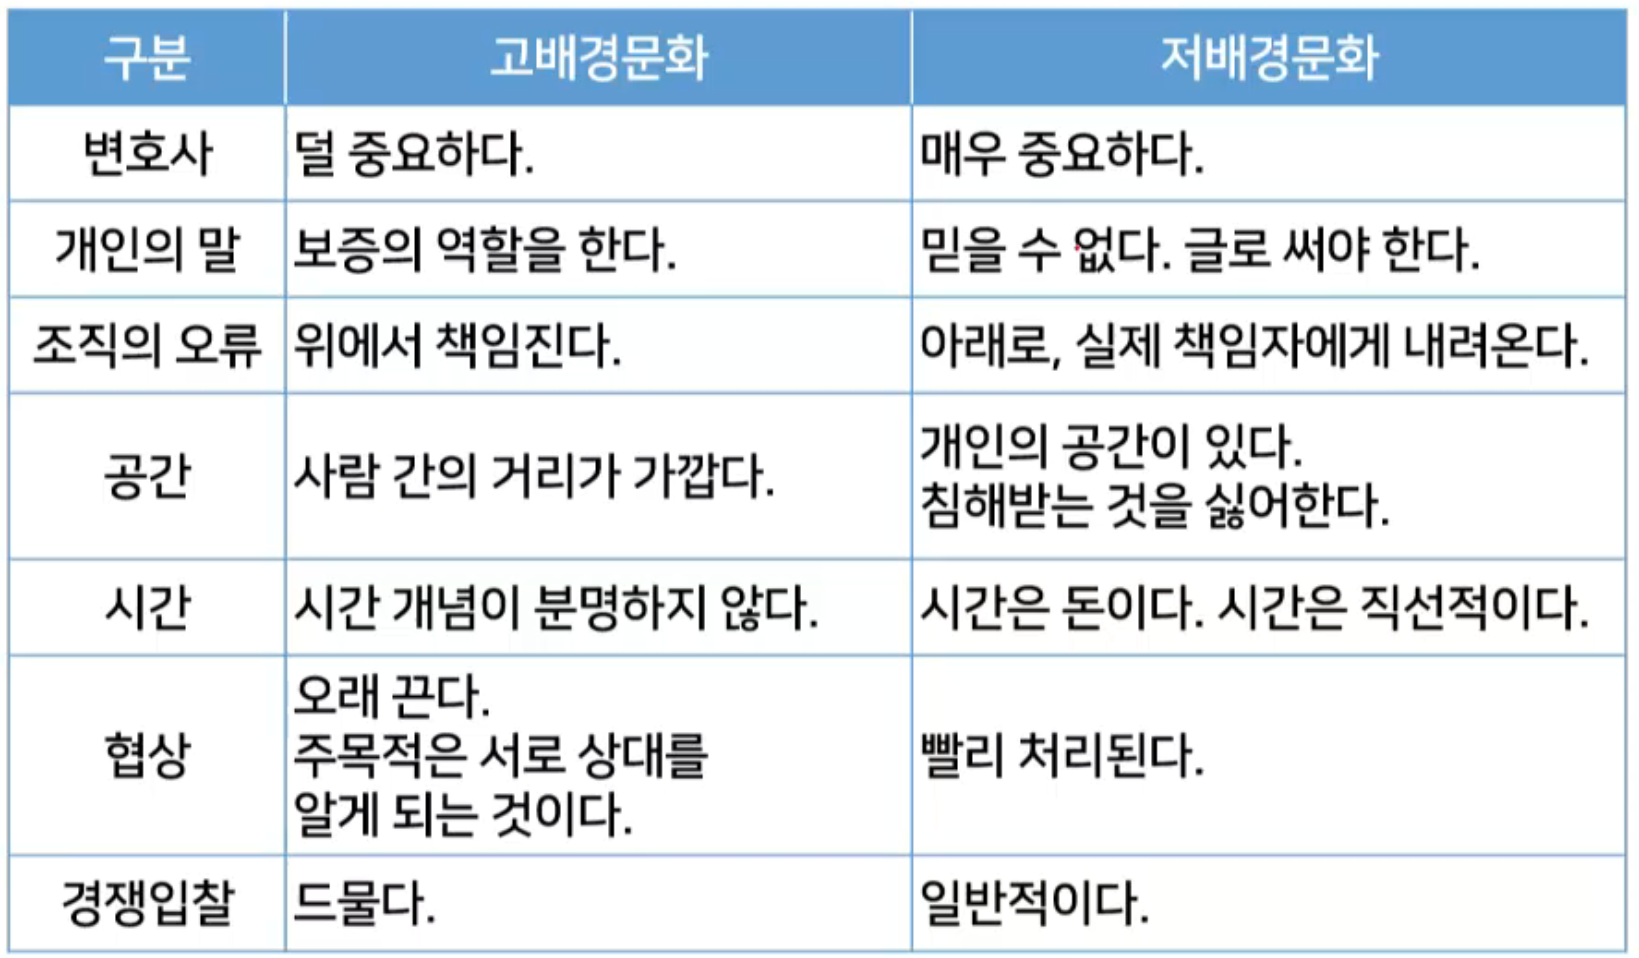 구분 고배경문화 저배경문화
변호사 덜 중요하다. 매우 중요하다.
개인의 말 보증의 역할을 한다. 믿을 수 없다. 글로 써야 한다.
조직의 오류 위에서 책임진다. 아래로, 실제 책임자에게 내려온다.
공간 사람 간의 거리가 가깝다. 개인의 공간이 있다.
침해받는 것을 싫어한다.
시간 시간 개념이 분명하지 않다. 시간은 돈이다. 시간은 직선적이다.
협상 오래 끈다.
주목적은 서로 상대를
알게 되는 것이다.
빨리 처리된다.
경쟁입찰 드물다. 일반적이다.